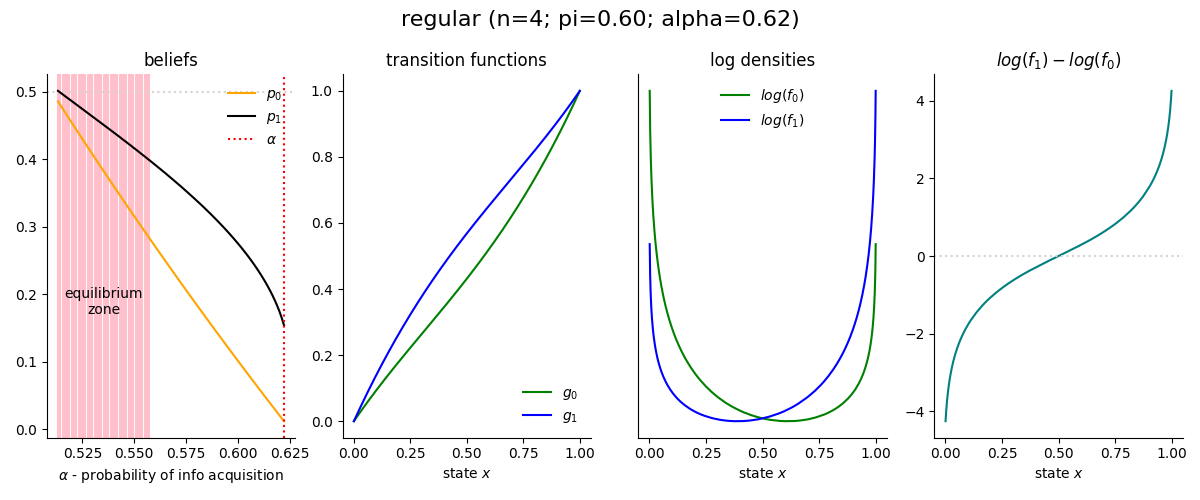 regular (n=4; pi=0.60; alpha=0.62)
beliefs
0.5
0.4
0.3
0.2
0.1
0.0
p₀
p₁
α
equilibrium
zone
0.525 0.550 0.575 0.600 0.625
α - probability of info acquisition
transition functions
1.0
0.8
0.6
0.4
0.2
0.0
g₀
g₁
0.00 0.25 0.50 0.75 1.00
state x
log densities
log(f₀)
log(f₁)
0.00 0.25 0.50 0.75 1.00
state x
log(f₁) − log(f₀)
4
2
0
−2
−4
0.00 0.25 0.50 0.75 1.00
state x